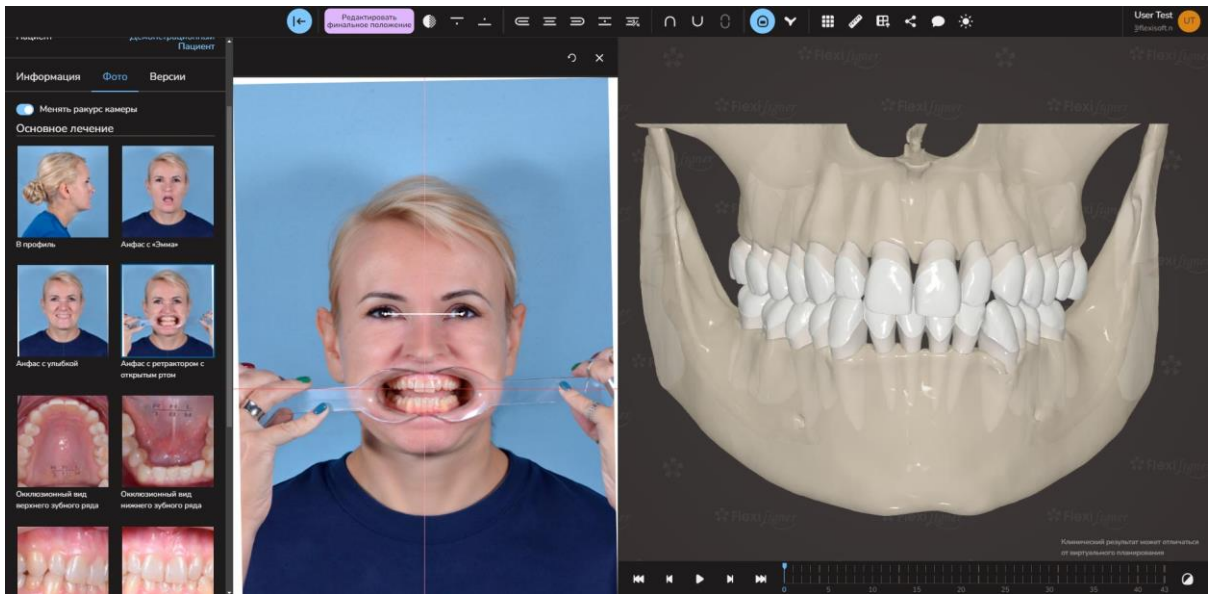 Редактировать
финальное положение
User Test
UT
Пациент
Демонстрационный
Пациент
Информация
Фото
Версии
Менять ракурс камеры
Основное лечение
В профиль
Анфас с «Эмма»
Анфас с улыбкой
Анфас с ретрактором с
открытым ртом
Окклюзионный вид
верхнего зубного ряда
Окклюзионный вид
нижнего зубного ряда
Flexiligner
Клинический результат может отличаться
от виртуального планирования
0
5
10
15
20
25
30
35
40
43